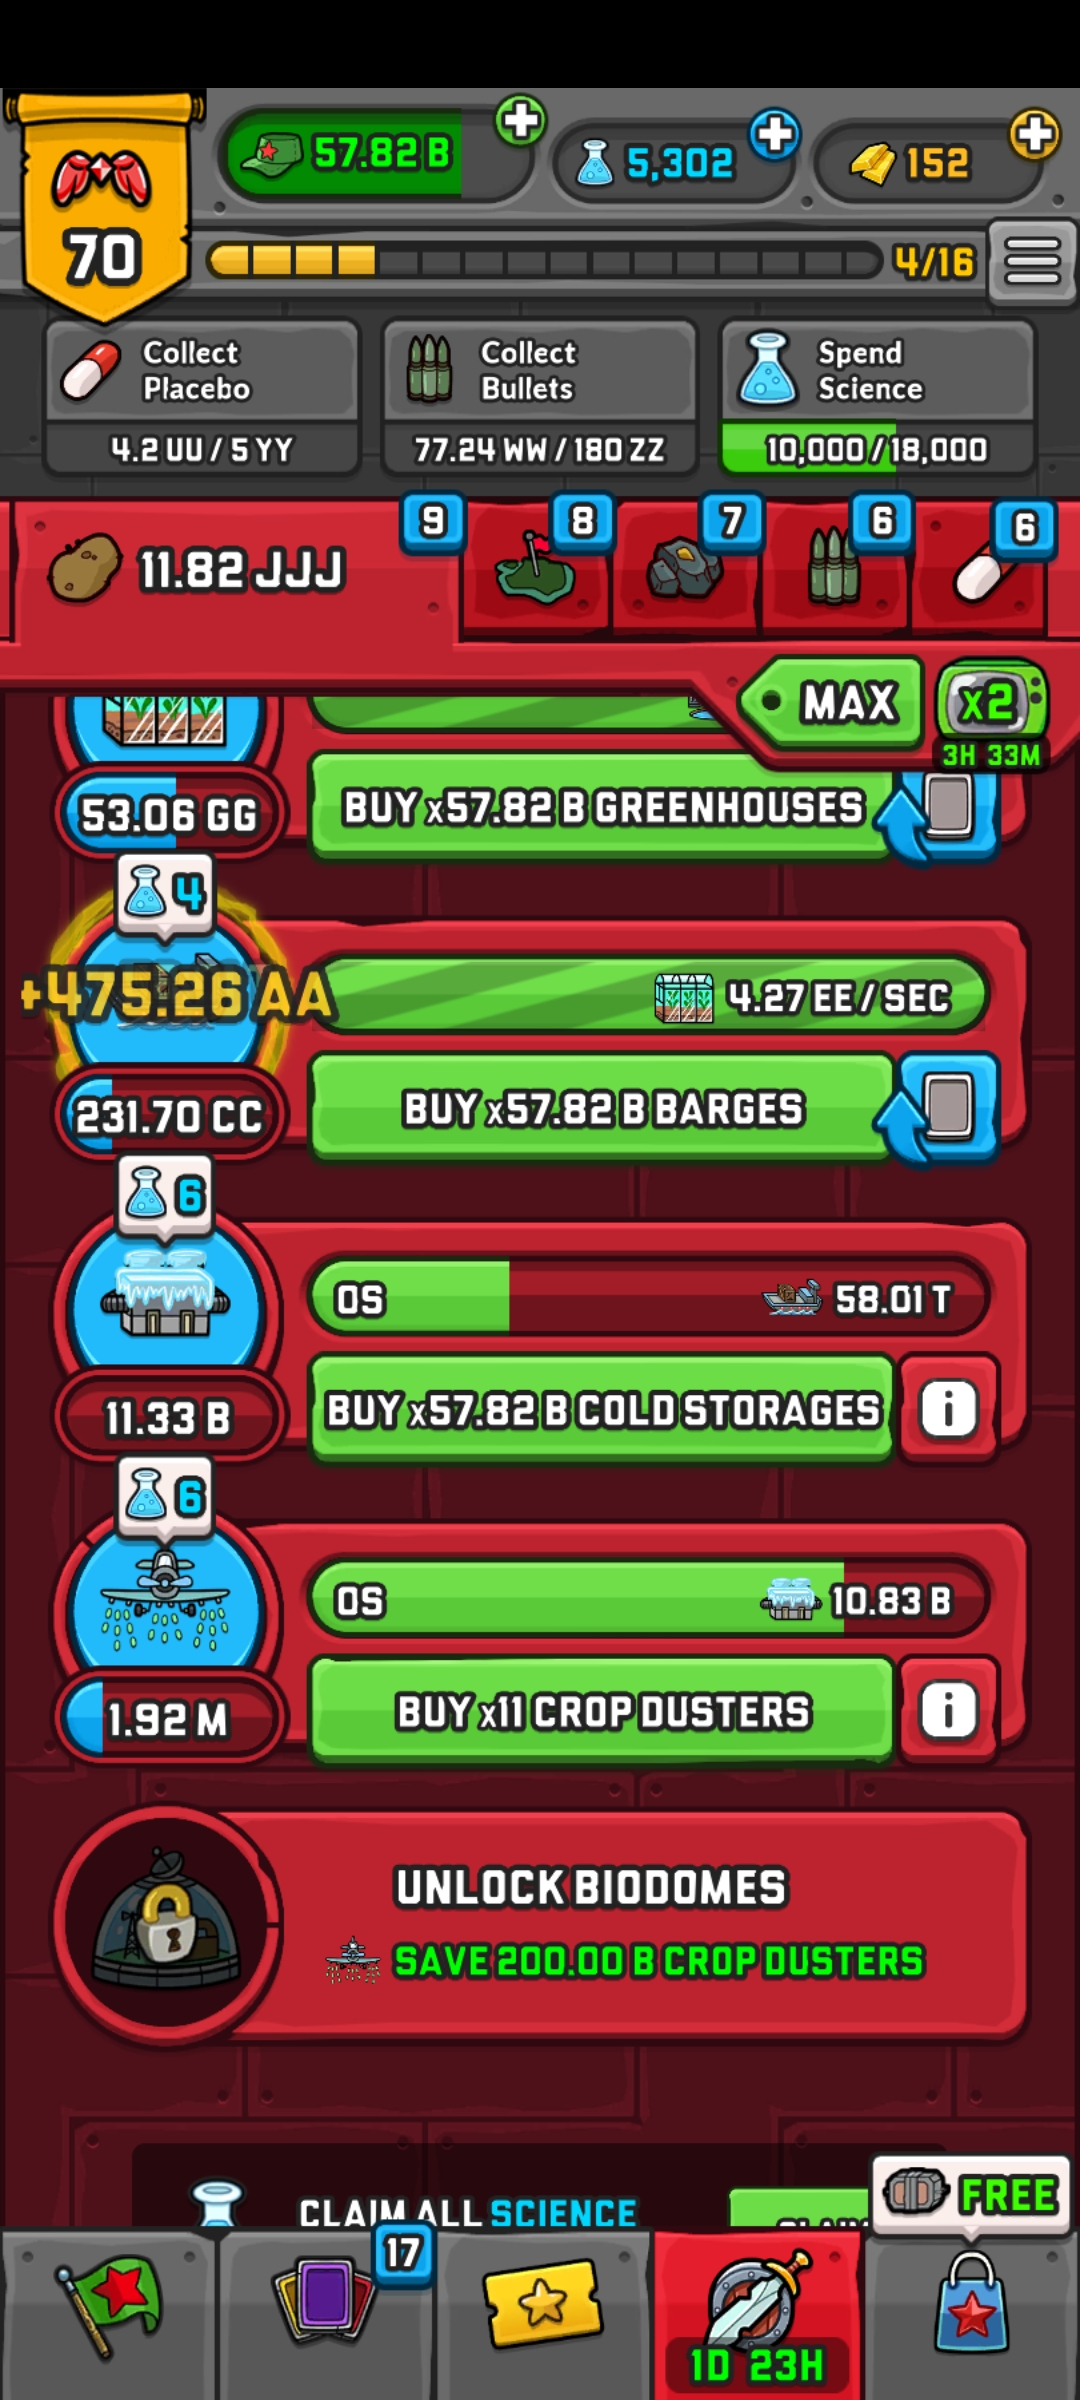 57.82 B
5,302
152
70
4/16
Collect
Placebo
4.2 UU / 5 YY
Collect
Bullets
77.24 WW / 180 ZZ
Spend
Science
10,000 / 18,000
11.82 JJJ
9
8
7
6
6
MAX
x2
3H 33M
53.06 GG
BUY x57.82 B GREENHOUSES
4
+475.26 AA
4.27 EE / SEC
231.70 CC
BUY x57.82 B BARGES
6
0S
58.01 T
11.33 B
BUY x57.82 B COLD STORAGES
i
6
0S
10.83 B
1.92 M
BUY x11 CROP DUSTERS
i
UNLOCK BIODOMES
SAVE 200.00 B CROP DUSTERS
CLAIM ALL SCIENCE
FREE
17
1D 23H